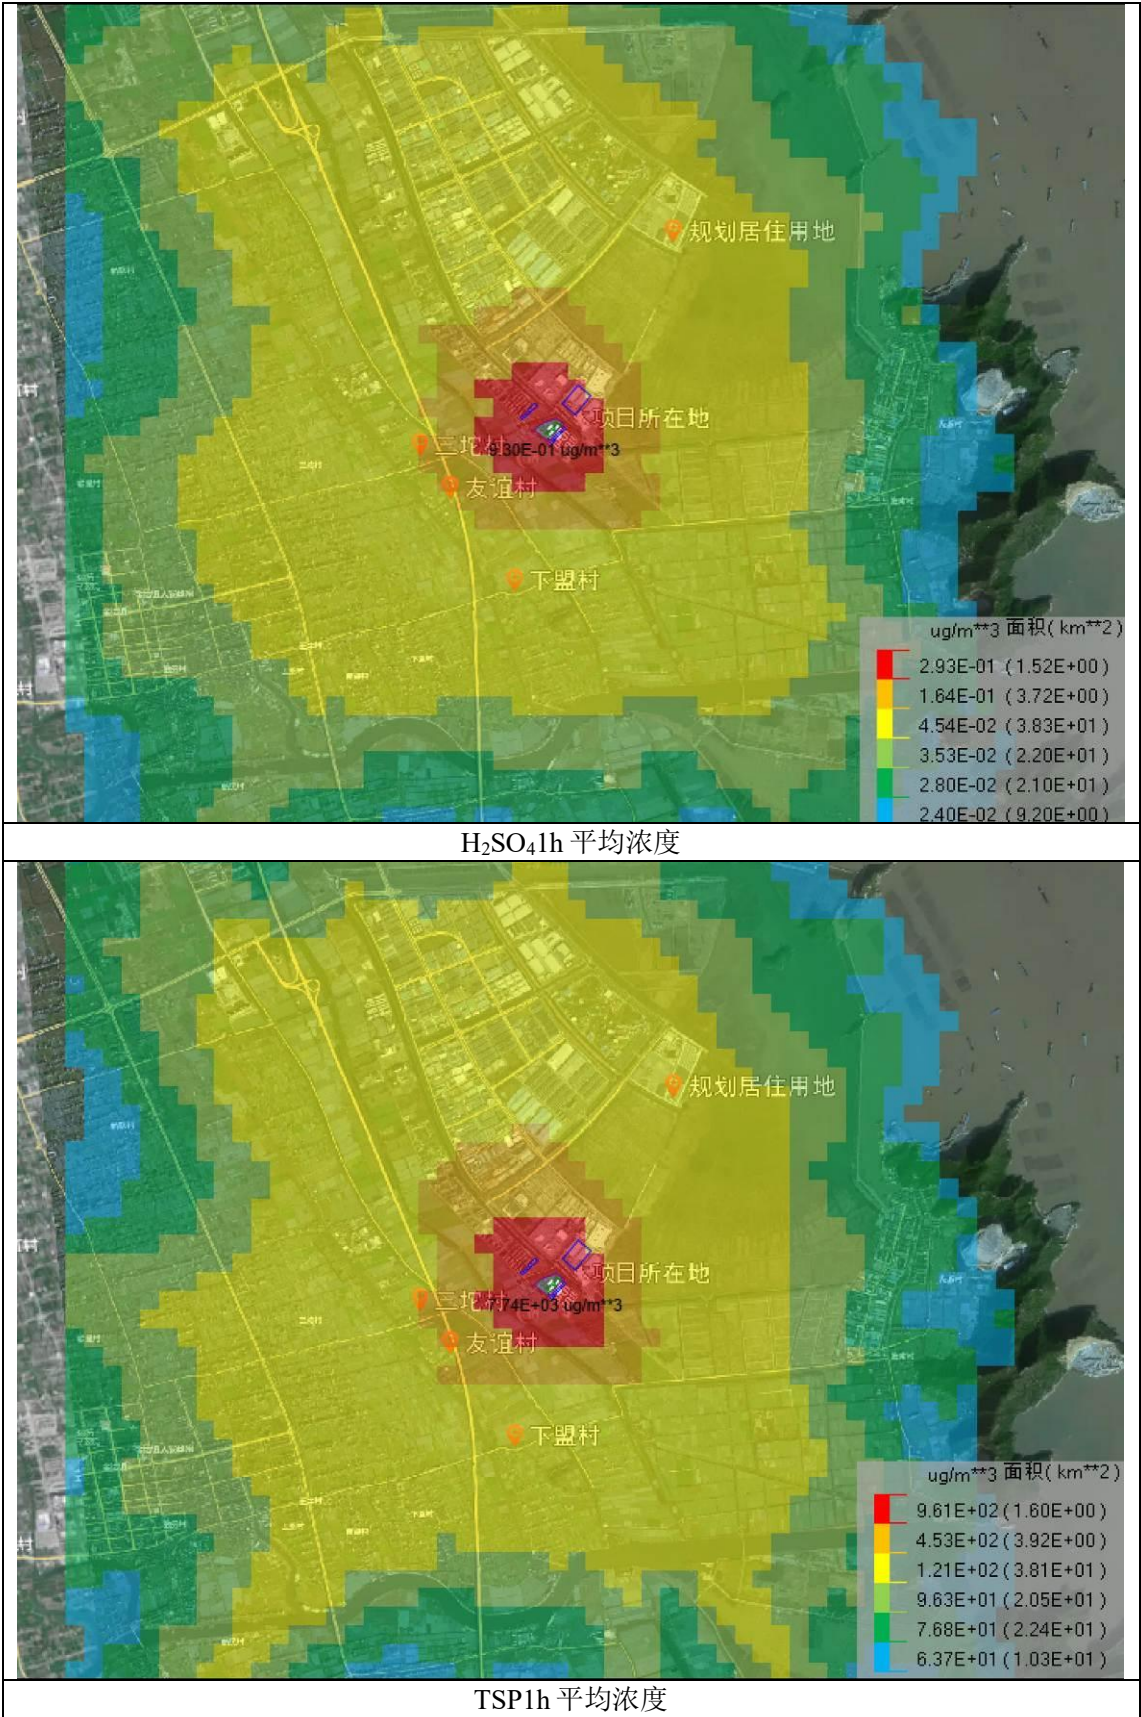 规划居住用地
项目所在地
三坨村
9.30E-01 ug/m**3
友谊村
下盟村
ug/m**3 面积( km**2)
2.93E-01 (1.52E+00)
1.64E-01 (3.72E+00)
4.54E-02 (3.83E+01)
3.53E-02 (2.20E+01)
2.80E-02 (2.10E+01)
2.40E-02 (9.20E+00)
H₂SO₄1h 平均浓度
规划居住用地
项目所在地
三坨村
7.74E+03 ug/m**3
友谊村
下盟村
ug/m**3 面积( km**2)
9.61E+02 (1.60E+00)
4.53E+02 (3.92E+00)
1.21E+02 (3.81E+01)
9.63E+01 (2.05E+01)
7.68E+01 (2.24E+01)
6.37E+01 (1.03E+01)
TSP1h 平均浓度